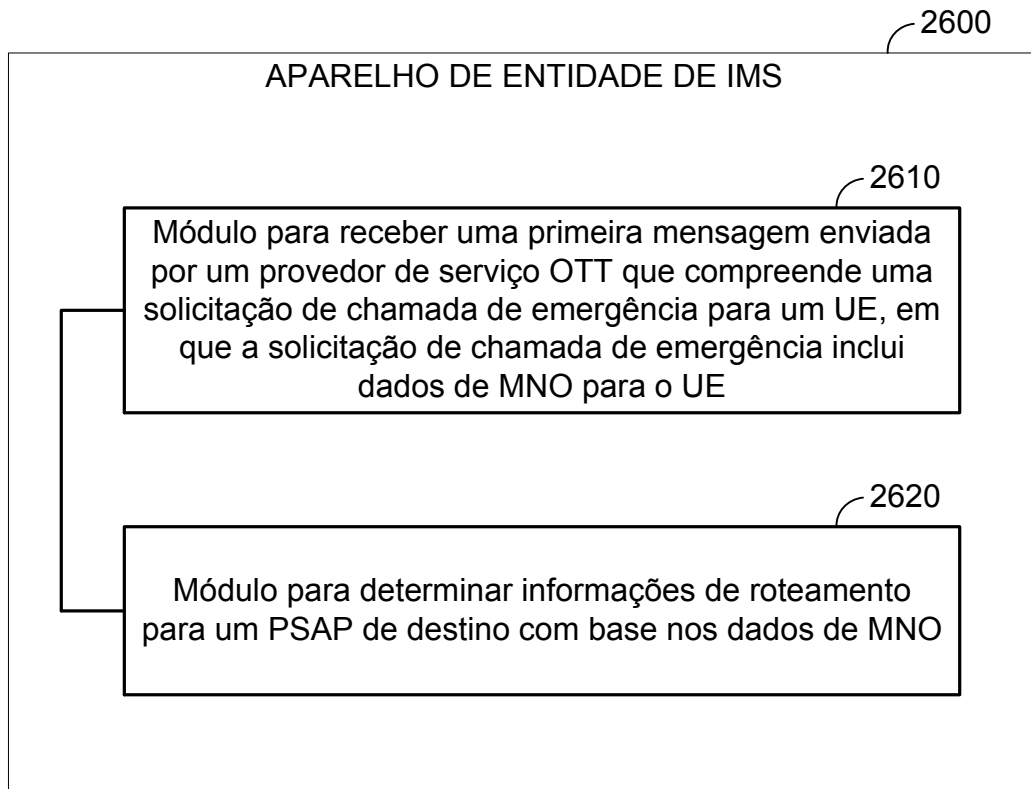 2600
APARELHO DE ENTIDADE DE IMS
2610
Módulo para receber uma primeira mensagem enviada
por um provedor de serviço OTT que compreende uma
solicitação de chamada de emergência para um UE, em
que a solicitação de chamada de emergência inclui
dados de MNO para o UE
2620
Módulo para determinar informações de roteamento
para um PSAP de destino com base nos dados de MNO